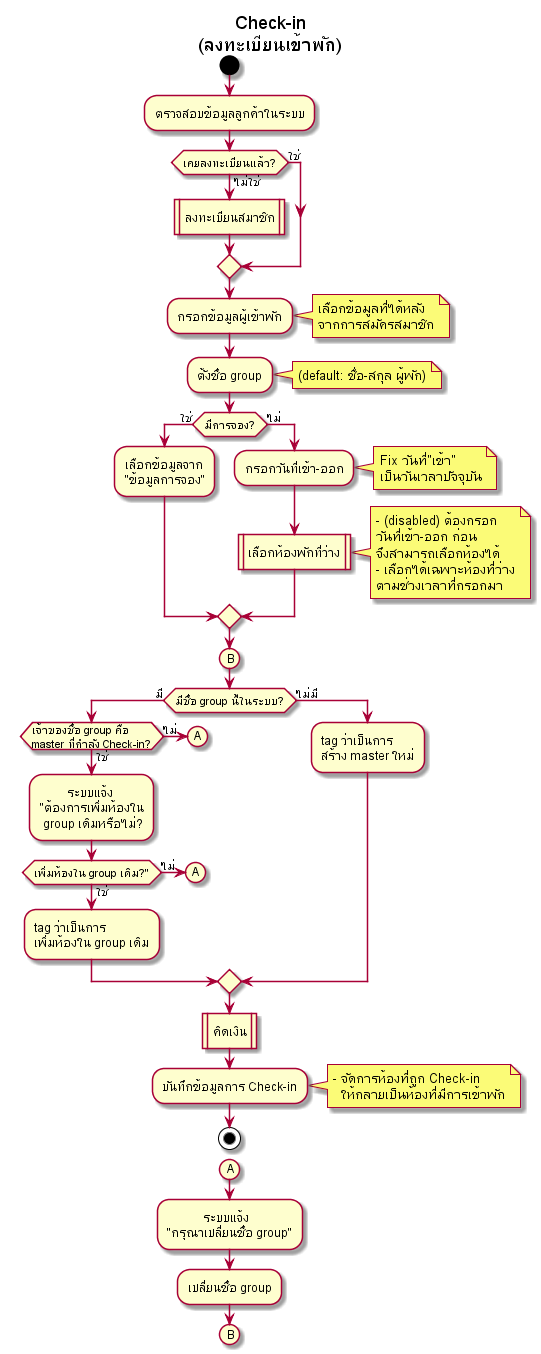 Check-in
(ลงทะเบียนเข้าพัก)
ตรวจสอบข้อมูลลูกค้าในระบบ
เคยลงทะเบียนแล้ว?
ใช่
ไม่ใช่
ลงทะเบียนสมาชิก
กรอกข้อมูลผู้เข้าพัก
เลือกข้อมูลที่ได้หลัง
จากการสมัครสมาชิก
ตั้งชื่อ group
(default: ชื่อ-สกุล ผู้พัก)
ใช่
มีการจอง?
ไม่
เลือกข้อมูลจาก
"ข้อมูลการจอง"
กรอกวันที่เข้า-ออก
Fix วันที่"เข้า"
เป็นวันเวลาปัจจุบัน
เลือกห้องพักที่ว่าง
- (disabled) ต้องกรอก
วันที่เข้า-ออก ก่อน
จึงสามารถเลือกห้องได้
- เลือกได้เฉพาะห้องที่ว่าง
ตามช่วงเวลาที่กรอกมา
B
มี
มีชื่อ group นี้ในระบบ?
ไม่มี
เจ้าของชื่อ group คือ
master ที่กำลัง Check-in?
ไม่
A
ใช่
tag ว่าเป็นการ
สร้าง master ใหม่
ระบบแจ้ง
"ต้องการเพิ่มห้องใน
group เดิมหรือไม่?
เพิ่มห้องใน group เดิม?"
ไม่
A
ใช่
tag ว่าเป็นการ
เพิ่มห้องใน group เดิม
คิดเงิน
บันทึกข้อมูลการ Check-in
- จัดการห้องที่ถูก Check-in
ให้กลายเป็นห้องที่มีการเข้าพัก
A
ระบบแจ้ง
"กรุณาเปลี่ยนชื่อ group"
เปลี่ยนชื่อ group
B